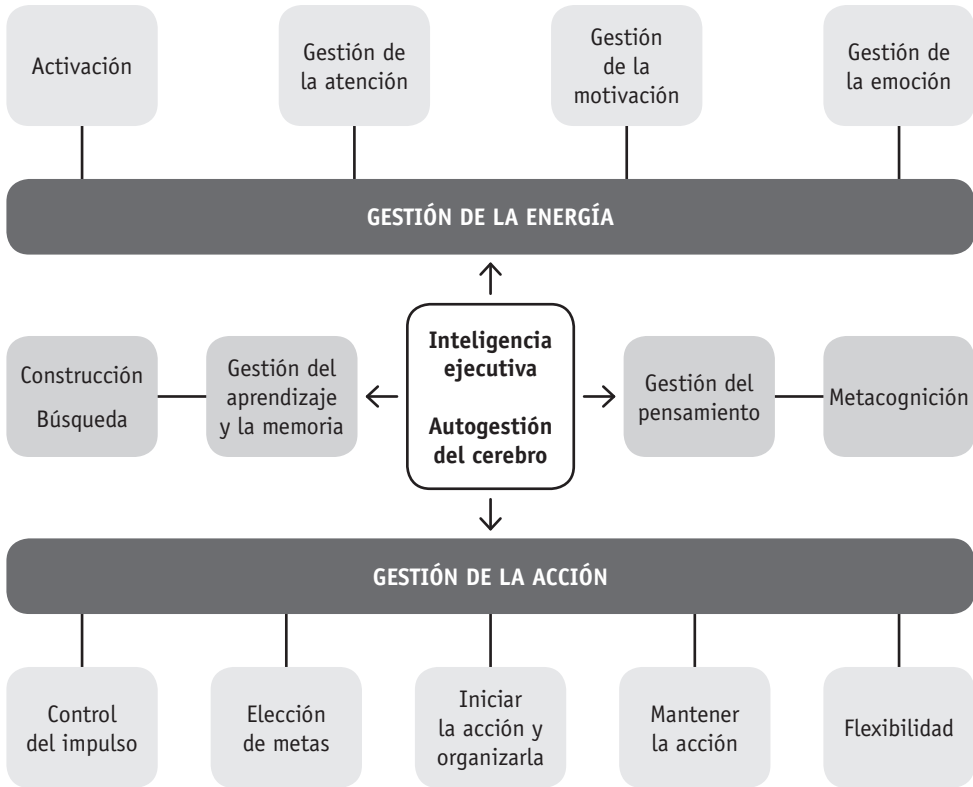 Activación
Gestión de
la atención
Gestión
de la
motivación
Gestión de
la emoción
GESTIÓN DE LA ENERGÍA
Construcción
Búsqueda
Gestión del
aprendizaje
y la memoria
Inteligencia
ejecutiva
Autogestión
del cerebro
Gestión del
pensamiento
Metacognición
GESTIÓN DE LA ACCIÓN
Control
del impulso
Elección
de metas
Iniciar
la acción y
organizarla
Mantener
la acción
Flexibilidad